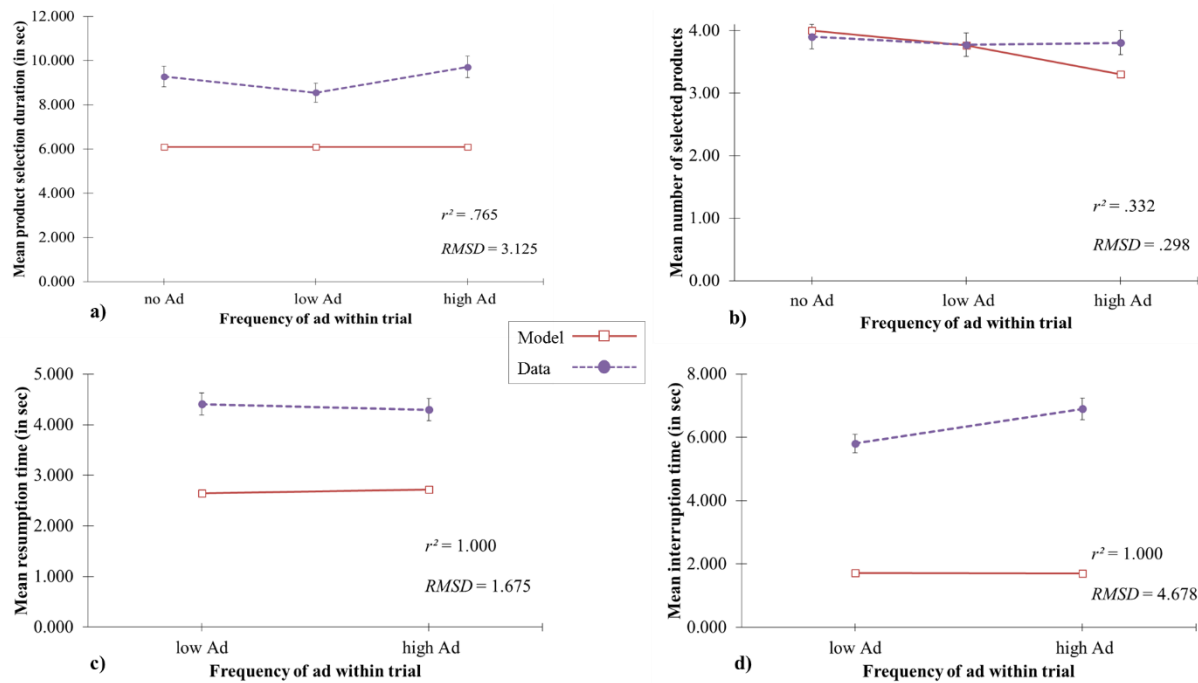 Mean product selection duration (in sec)
12.000
10.000
8.000
6.000
4.000
2.000
0.000
r² = .765
RMSD = 3.125
no Ad low Ad high Ad
a)
Frequency of ad within trial
Mean number of selected products
4.00
3.00
2.00
1.00
4.00
r² = .332
RMSD = .298
no Ad low Ad high Ad
b)
Frequency of ad within trial
Model
Data
Mean resumption time (in sec)
5.000
4.000
3.000
2.000
1.000
0.000
r² = 1.000
RMSD = 1.675
low Ad high Ad
c)
Frequency of ad within trial
Mean interruption time (in sec)
8.000
6.000
4.000
2.000
0.000
r² = 1.000
RMSD = 4.678
low Ad high Ad
d)
Frequency of ad within trial